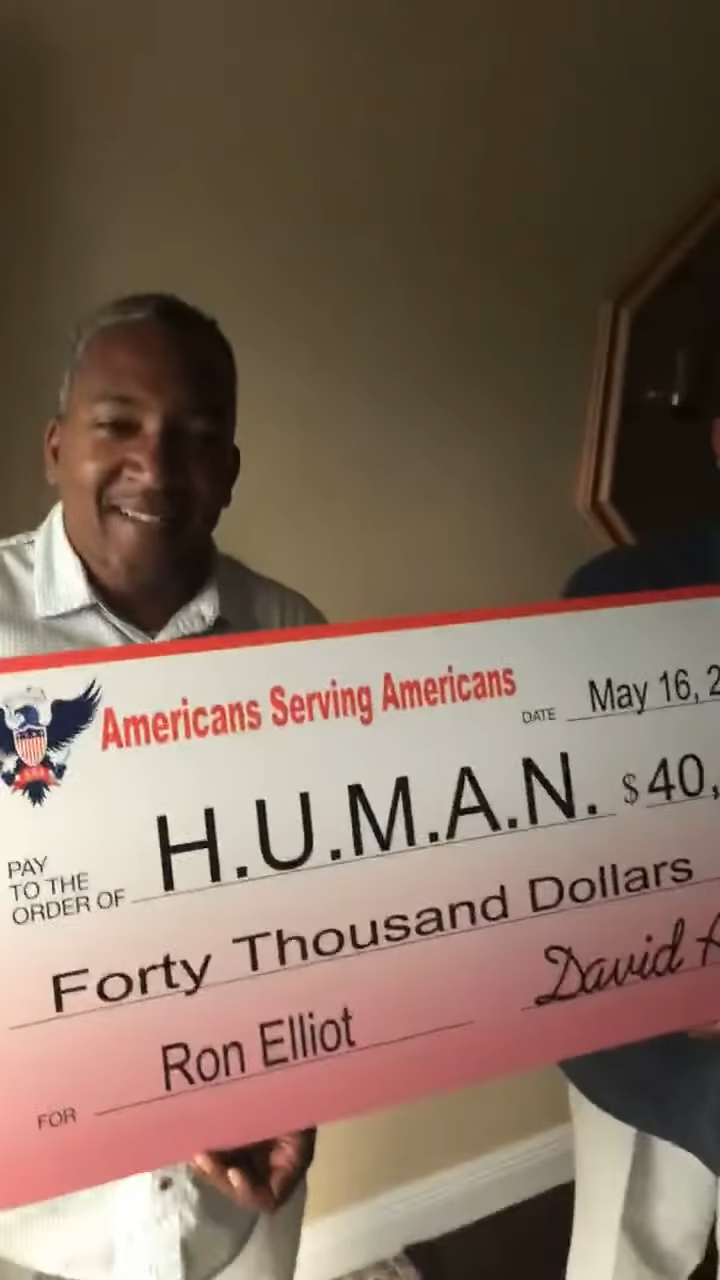 Americans Serving Americans
DATE May 16, 2
PAY
TO THE
ORDER OF H.U.M.A.N. $ 40,
Forty Thousand Dollars
David
FOR Ron Elliot